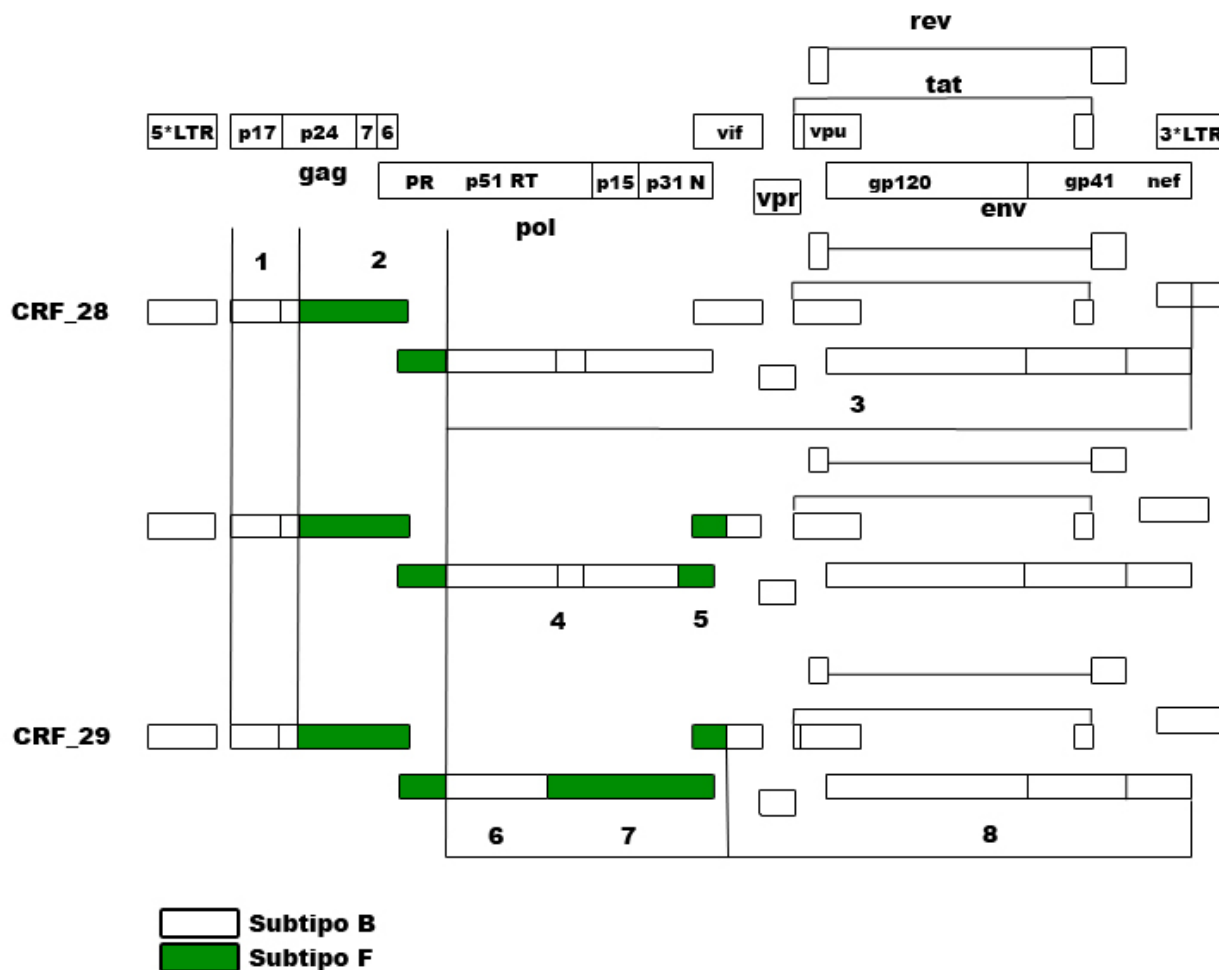 rev
tat
5*LTR p17 p24 7 6 vif vpu 3*LTR
gag PR p51 RT p15 p31 N vpr gp120 gp41 nef
pol env
1 2
CRF_28
3
4 5
CRF_29
6 7 8
Subtipo B
Subtipo F